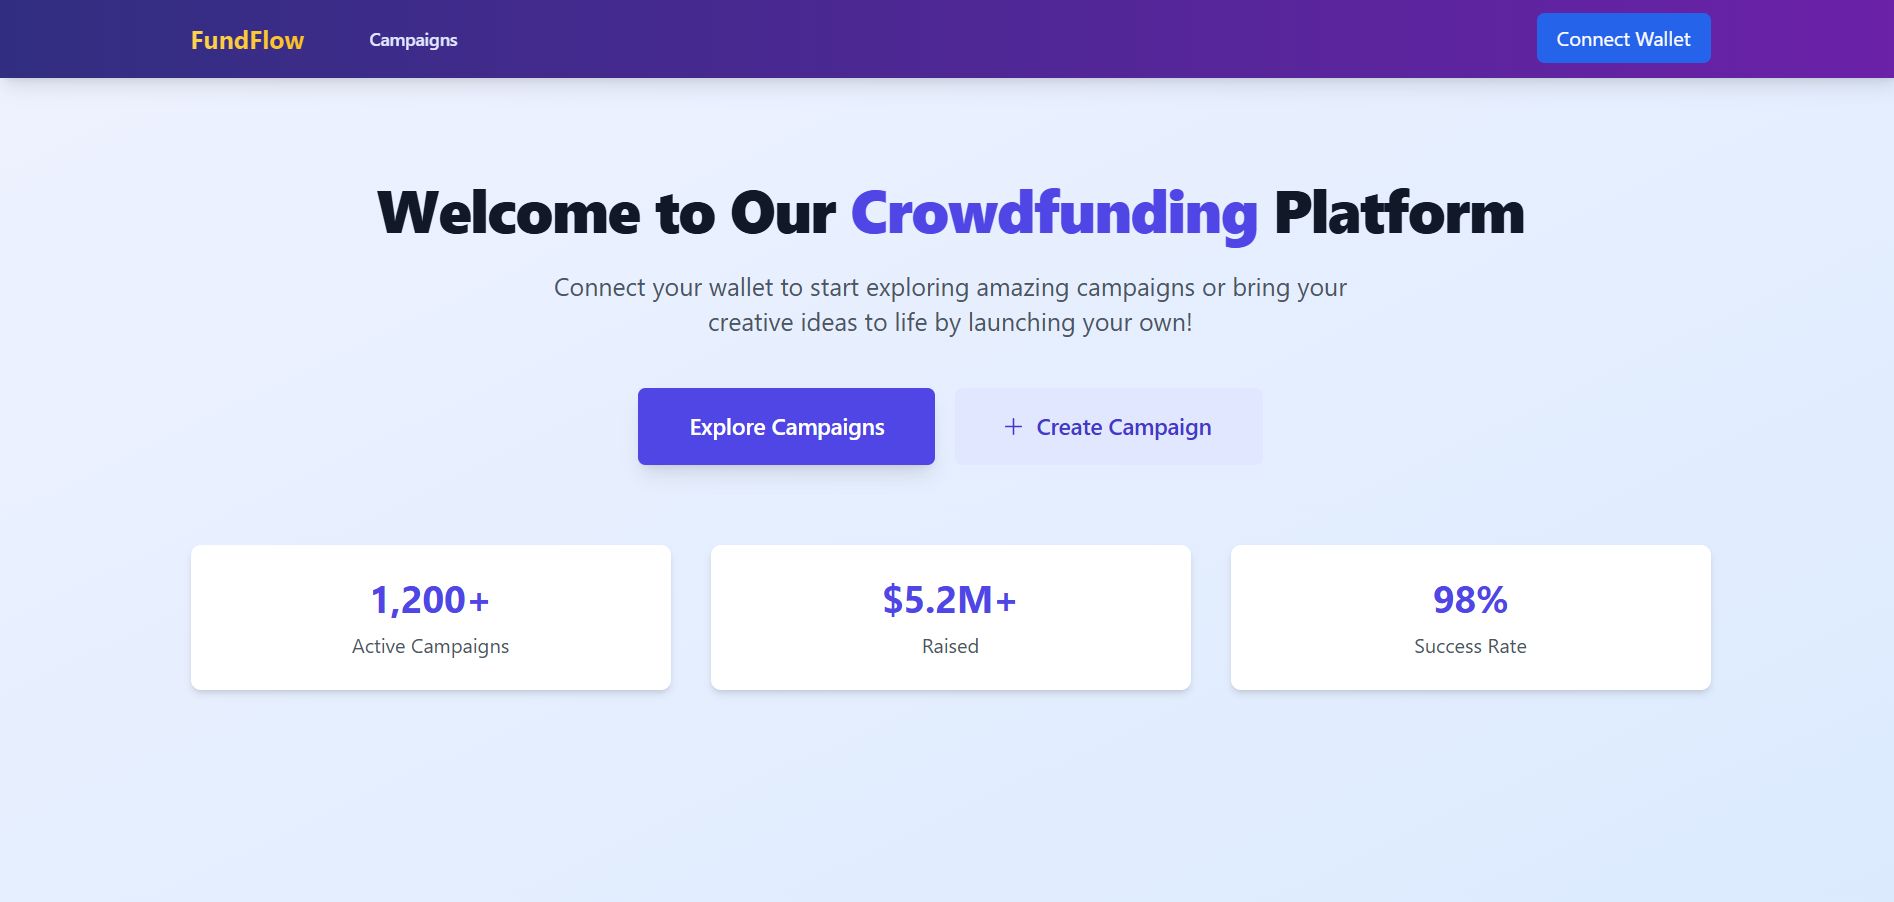 FundFlow
Campaigns
Connect Wallet
Welcome to Our Crowdfunding Platform
Connect your wallet to start exploring amazing campaigns or bring your
creative ideas to life by launching your own!
Explore Campaigns
+ Create Campaign
1,200+
Active Campaigns
$5.2M+
Raised
98%
Success Rate